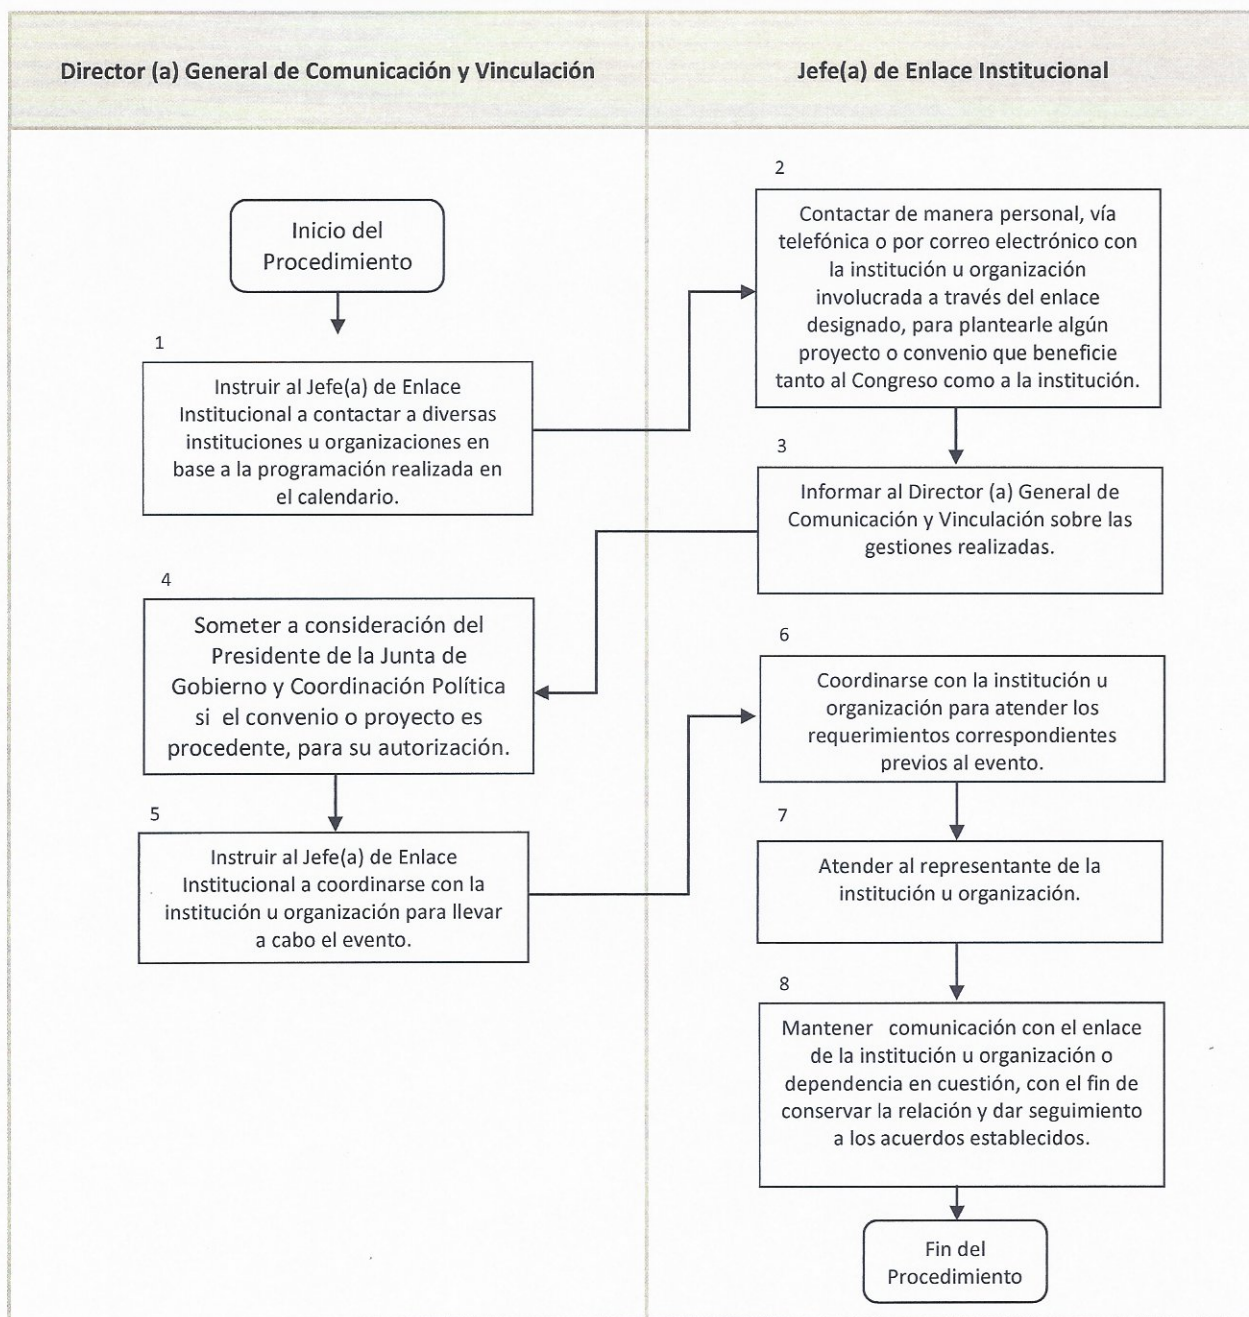 Director (a) General de Comunicación y Vinculación
Jefe(a) de Enlace Institucional
Inicio del
Procedimiento
1
Instruir al Jefe(a) de Enlace
Institucional a contactar a diversas
instituciones u organizaciones en
base a la programación realizada en
el calendario.
2
Contactar de manera personal, vía
telefónica o por correo electrónico con
la institución u organización
involucrada a través del enlace
designado, para plantearle algún
proyecto o convenio que beneficie
tanto al Congreso como a la institución.
3
Informar al Director (a) General de
Comunicación y Vinculación sobre las
gestiones realizadas.
4
Someter a consideración del
Presidente de la Junta de
Gobierno y Coordinación Política
si el convenio o proyecto es
procedente, para su autorización.
5
Instruir al Jefe(a) de Enlace
Institucional a coordinarse con la
institución u organización para llevar
a cabo el evento.
6
Coordinarse con la institución u
organización para atender los
requerimientos correspondientes
previos al evento.
7
Atender al representante de la
institución u organización.
8
Mantener comunicación con el enlace
de la institución u organización o
dependencia en cuestión, con el fin de
conservar la relación y dar seguimiento
a los acuerdos establecidos.
Fin del
Procedimiento